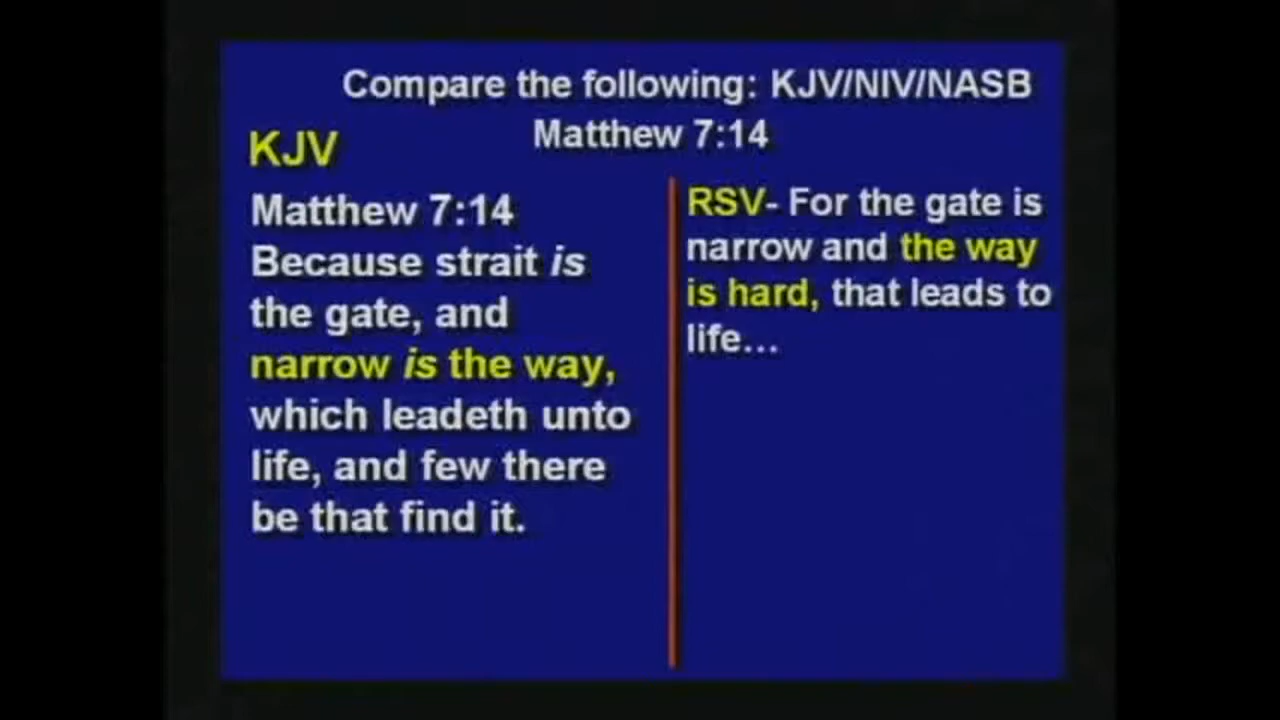 Compare the following: KJV/NIV/NASB
Matthew 7:14
KJV
Matthew 7:14
Because strait is
the gate, and
narrow is the way,
which leadeth unto
life, and few there
be that find it.
RSV- For the gate is
narrow and the way
is hard, that leads to
life...